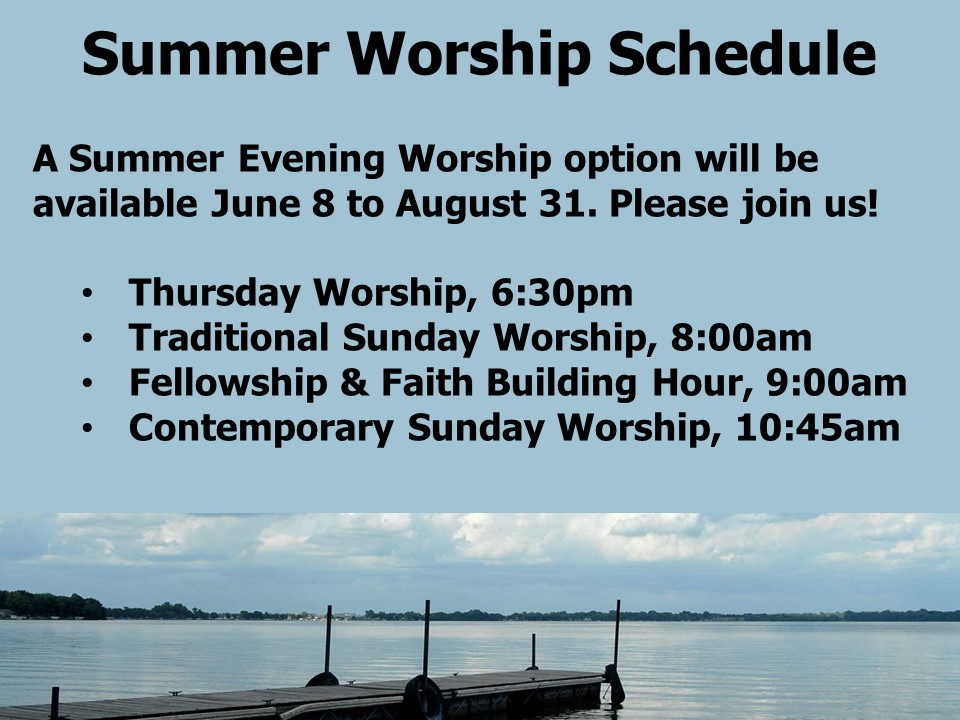 Summer Worship Schedule
A Summer Evening Worship option will be
available June 8 to August 31. Please join us!
• Thursday Worship, 6:30pm
• Traditional Sunday Worship, 8:00am
• Fellowship & Faith Building Hour, 9:00am
• Contemporary Sunday Worship, 10:45am